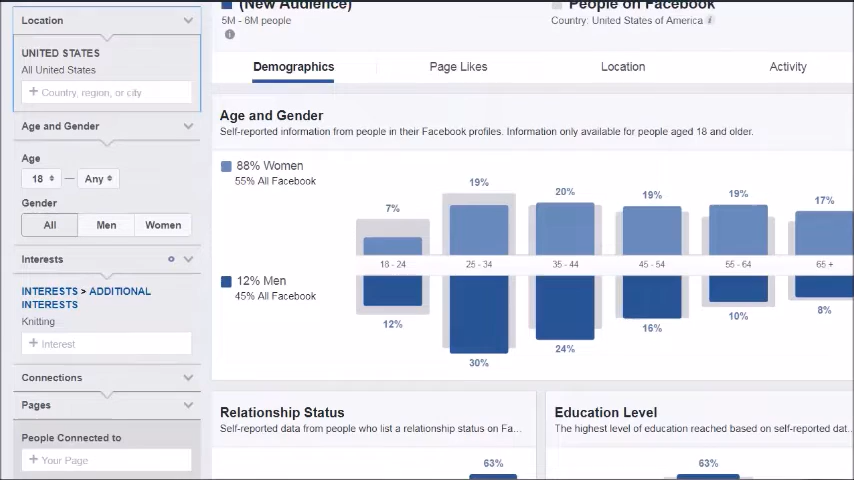 Location
UNITED STATES
All United States
+ Country, region, or city
Age and Gender
Age
18 — Any
Gender
All Men Women
Interests
INTERESTS > ADDITIONAL
INTERESTS
Knitting
+ Interest
Connections
Pages
People Connected to
+ Your Page
(New Audience)
5M - 6M people
People on Facebook
Country: United States of America
Demographics Page Likes Location Activity
Age and Gender
Self-reported information from people in their Facebook profiles. Information only available for people aged 18 and older.
88% Women
55% All Facebook
7% 19% 20% 19% 19% 17%
18 - 24 25 - 34 35 - 44 45 - 54 55 - 64 65 +
12% Men
45% All Facebook
12% 30% 24% 16% 10% 8%
Relationship Status
Self-reported data from people who list a relationship status on Fa...
63%
Education Level
The highest level of education reached based on self-reported dat...
63%